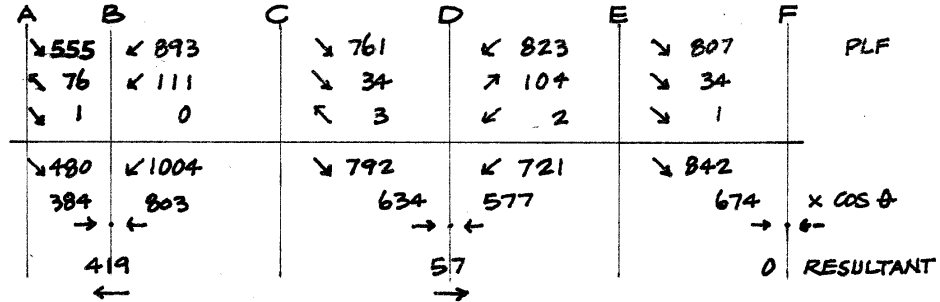 A B C D E F
↘555 ↙893 ↘761 ↙823 ↘807 PLF
↖76 ↙111 ↘34 ↗104 ↘34
↘1 0 ↖3 ↙2 ↘1
↘480 ↙1004 ↘792 ↙721 ↘842
384 803 634 577 674 x COS θ
→ ← → ← → ←
419 57 0 RESULTANT
← →